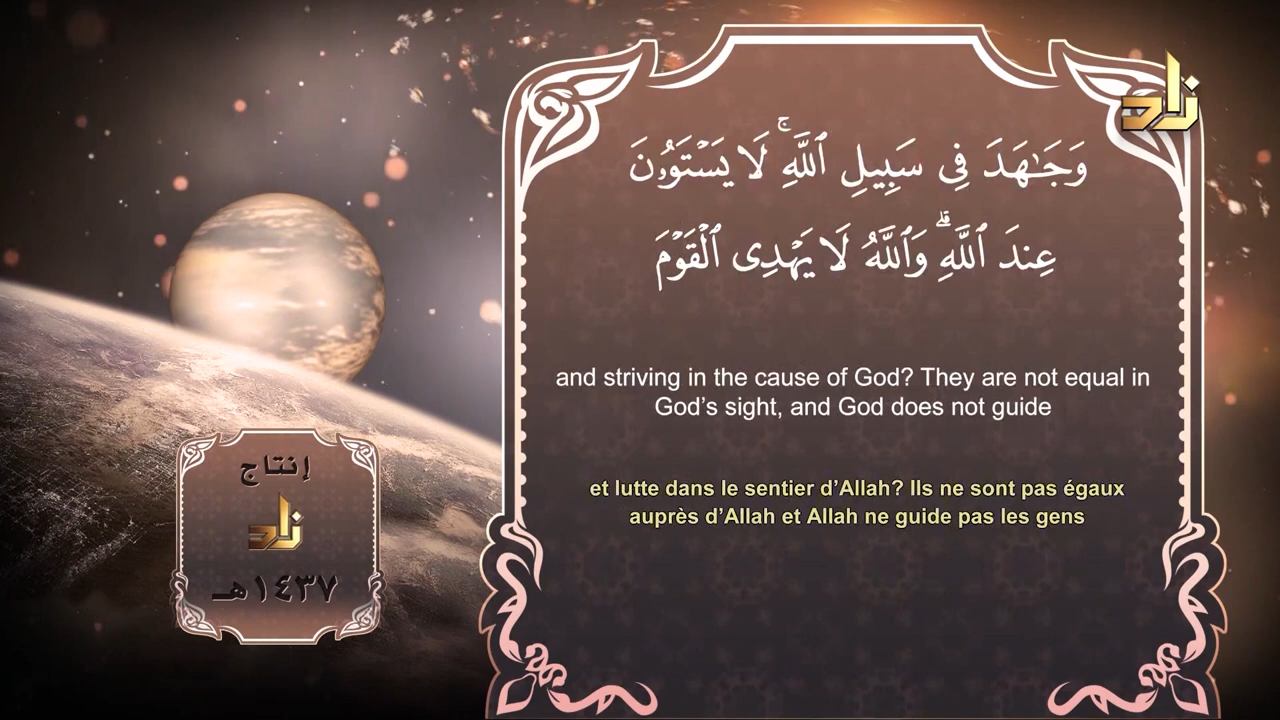 زاد
وَجَـٰهَدَ فِى سَبِيلِ ٱللَّهِ ۚ لَا يَسْتَوُۥنَ
عِندَ ٱللَّهِ ۗ وَٱللَّهُ لَا يَهْدِى ٱلْقَوْمَ
and striving in the cause of God? They are not equal in
God’s sight, and God does not guide
et lutte dans le sentier d’Allah? Ils ne sont pas égaux
auprès d’Allah et Allah ne guide pas les gens
إنتاج
زاد
١٤٣٧هـ